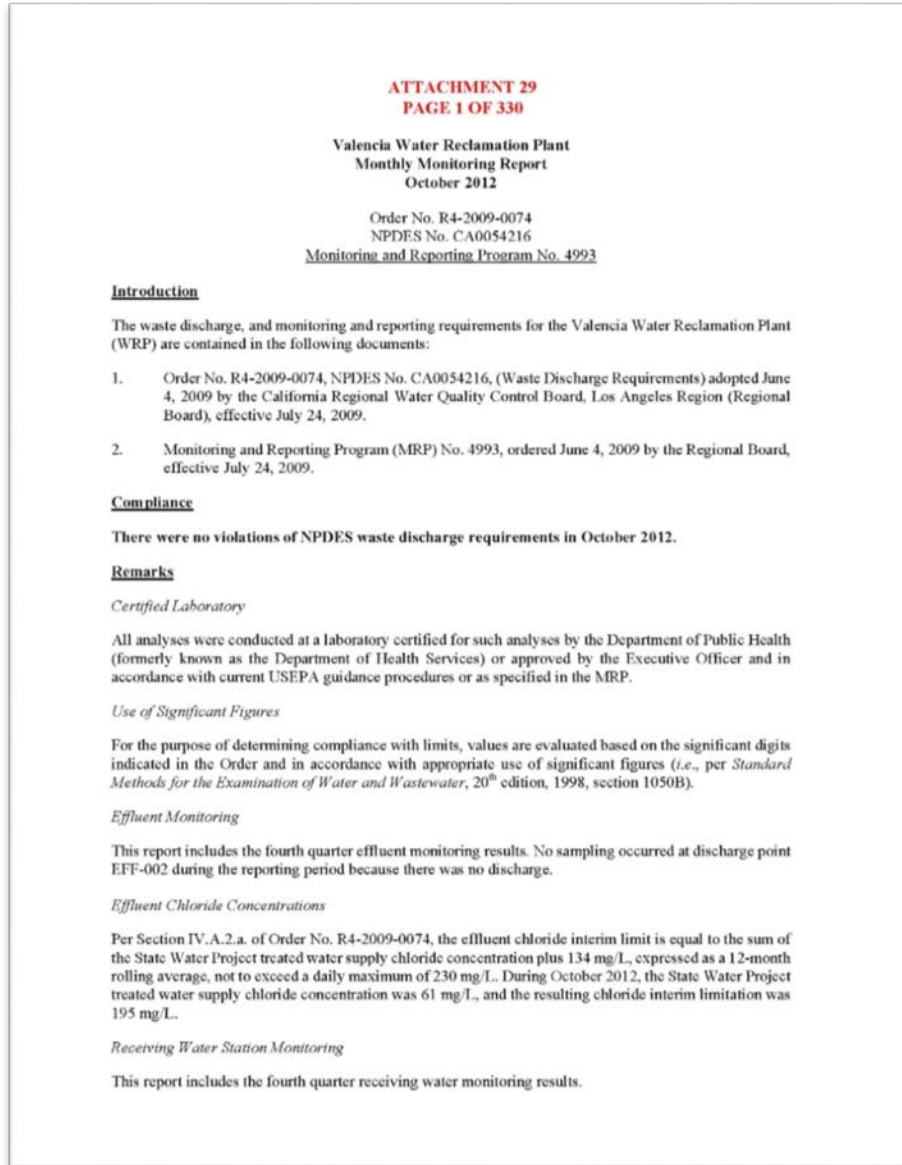 ATTACHMENT 29
PAGE 1 OF 330
Valencia Water Reclamation Plant
Monthly Monitoring Report
October 2012
Order No. R4-2009-0074
NPDES No. CA0054216
Monitoring and Reporting Program No. 4993
Introduction
The waste discharge, and monitoring and reporting requirements for the Valencia Water Reclamation Plant
(WRP) are contained in the following documents:
1. Order No. R4-2009-0074, NPDES No. CA0054216, (Waste Discharge Requirements) adopted June
4, 2009 by the California Regional Water Quality Control Board, Los Angeles Region (Regional
Board), effective July 24, 2009.
2. Monitoring and Reporting Program (MRP) No. 4993, ordered June 4, 2009 by the Regional Board,
effective July 24, 2009.
Compliance
There were no violations of NPDES waste discharge requirements in October 2012.
Remarks
Certified Laboratory
All analyses were conducted at a laboratory certified for such analyses by the Department of Public Health
(formerly known as the Department of Health Services) or approved by the Executive Officer and in
accordance with current USEPA guidance procedures or as specified in the MRP.
Use of Significant Figures
For the purpose of determining compliance with limits, values are evaluated based on the significant digits
indicated in the Order and in accordance with appropriate use of significant figures (i.e., per Standard
Methods for the Examination of Water and Wastewater, 20th edition, 1998, section 1050B).
Effluent Monitoring
This report includes the fourth quarter effluent monitoring results. No sampling occurred at discharge point
EFF-002 during the reporting period because there was no discharge.
Effluent Chloride Concentrations
Per Section IV.A.2.a. of Order No. R4-2009-0074, the effluent chloride interim limit is equal to the sum of
the State Water Project treated water supply chloride concentration plus 134 mg/L, expressed as a 12-month
rolling average, not to exceed a daily maximum of 230 mg/L. During October 2012, the State Water Project
treated water supply chloride concentration was 61 mg/L, and the resulting chloride interim limitation was
195 mg/L.
Receiving Water Station Monitoring
This report includes the fourth quarter receiving water monitoring results.